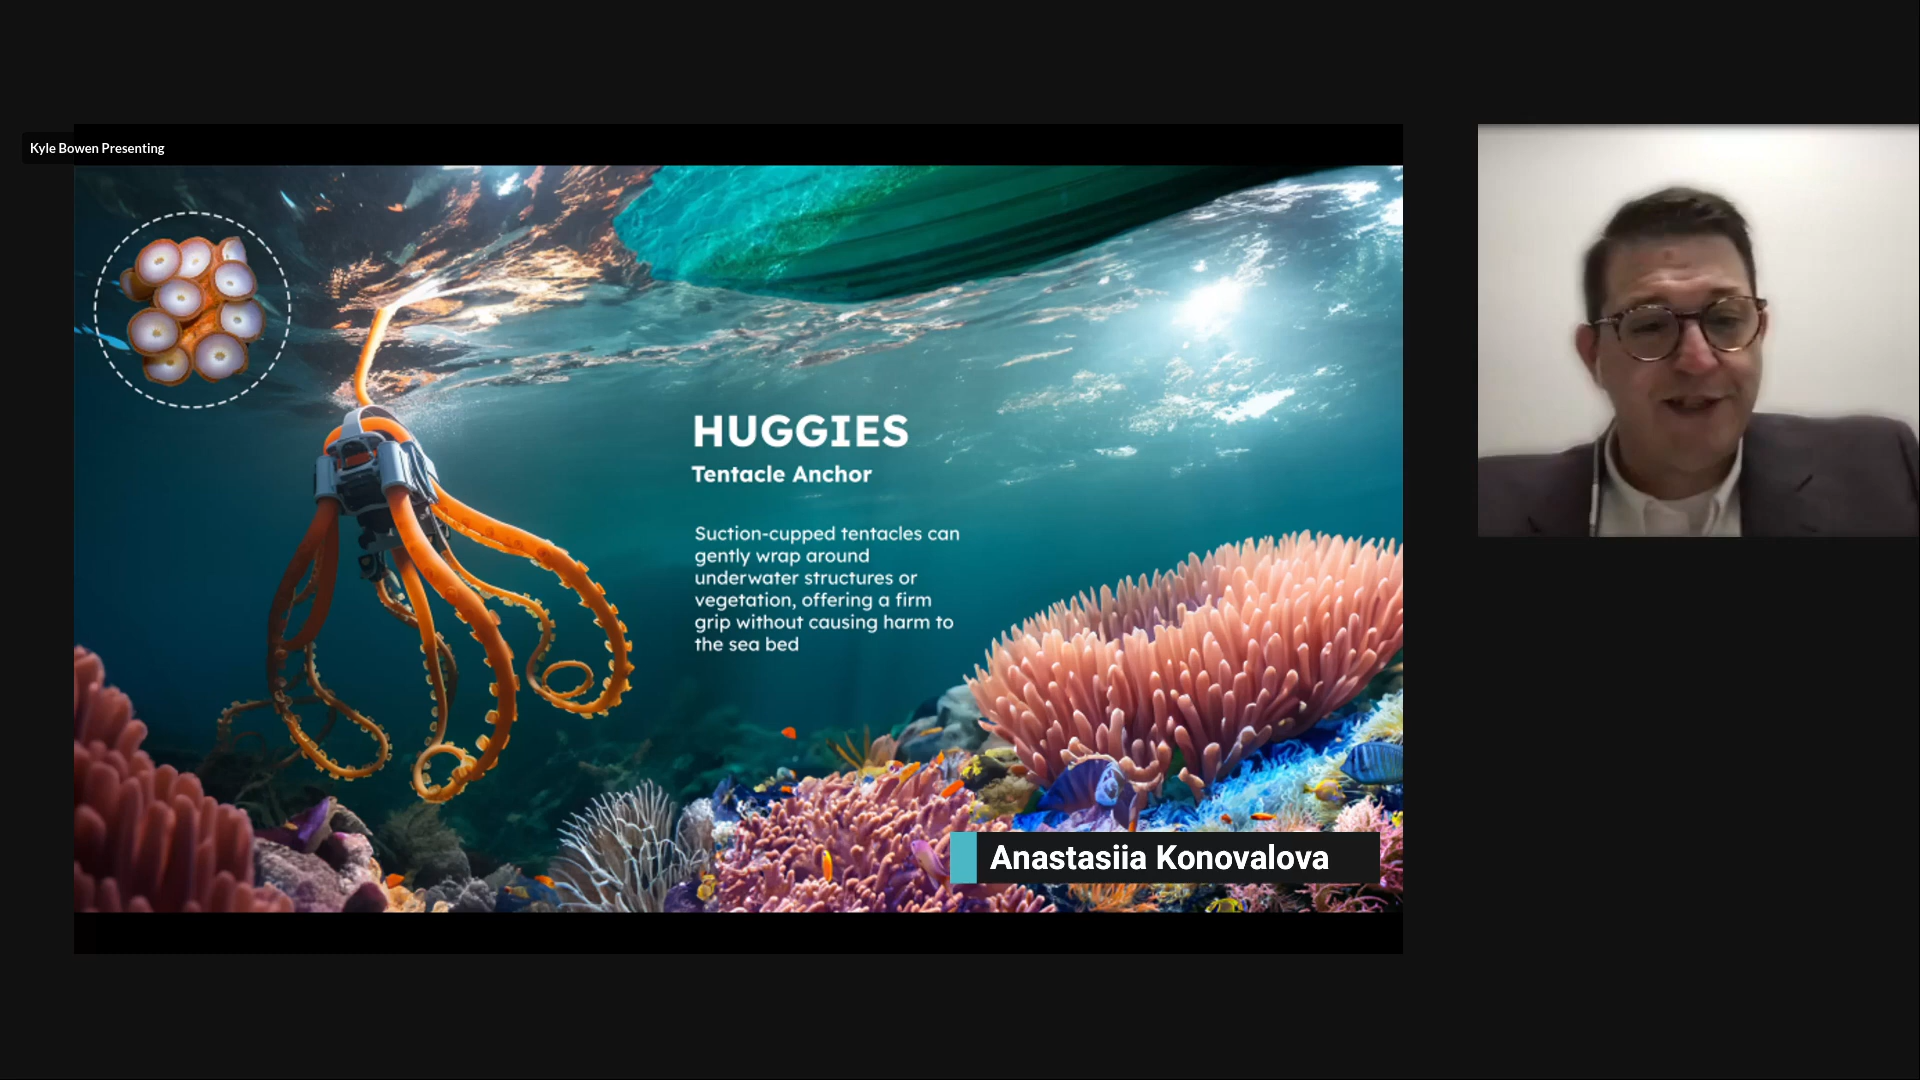 Kyle Bowen Presenting
HUGGIES
Tentacle Anchor
Suction-cupped tentacles can
gently wrap around
underwater structures or
vegetation, offering a firm
grip without causing harm to
the sea bed
Anastasiia Konovalova